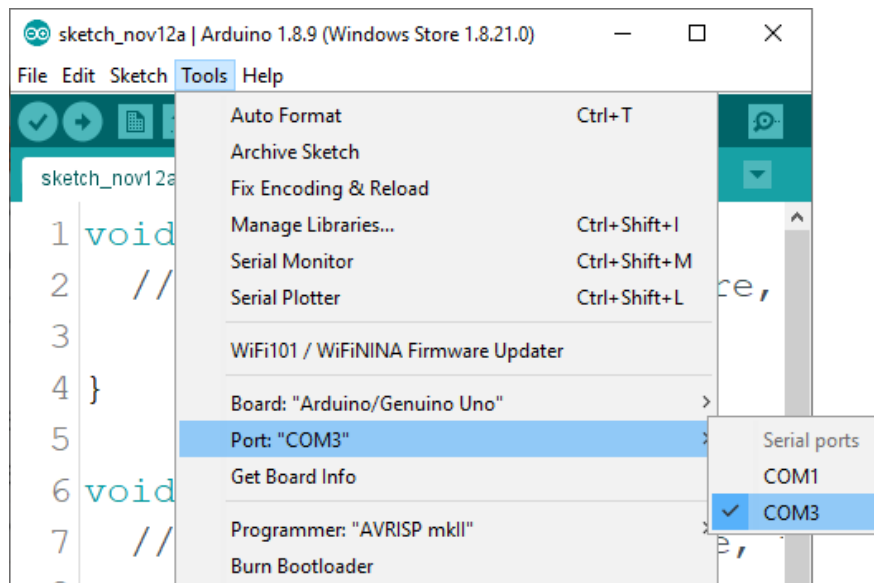 sketch_nov12a | Arduino 1.8.9 (Windows Store 1.8.21.0)
File Edit Sketch Tools Help
Auto Format Ctrl+T
Archive Sketch
sketch_nov12a
Fix Encoding & Reload
1 void
Manage Libraries... Ctrl+Shift+I
Serial Monitor Ctrl+Shift+M
2 // re,
Serial Plotter Ctrl+Shift+L
3
WiFi101 / WiFiNINA Firmware Updater
4 }
Board: "Arduino/Genuino Uno"
5
Port: "COM3"
Serial ports
Get Board Info
COM1
6 void
COM3
7 // e,
Programmer: "AVRISP mkII"
Burn Bootloader